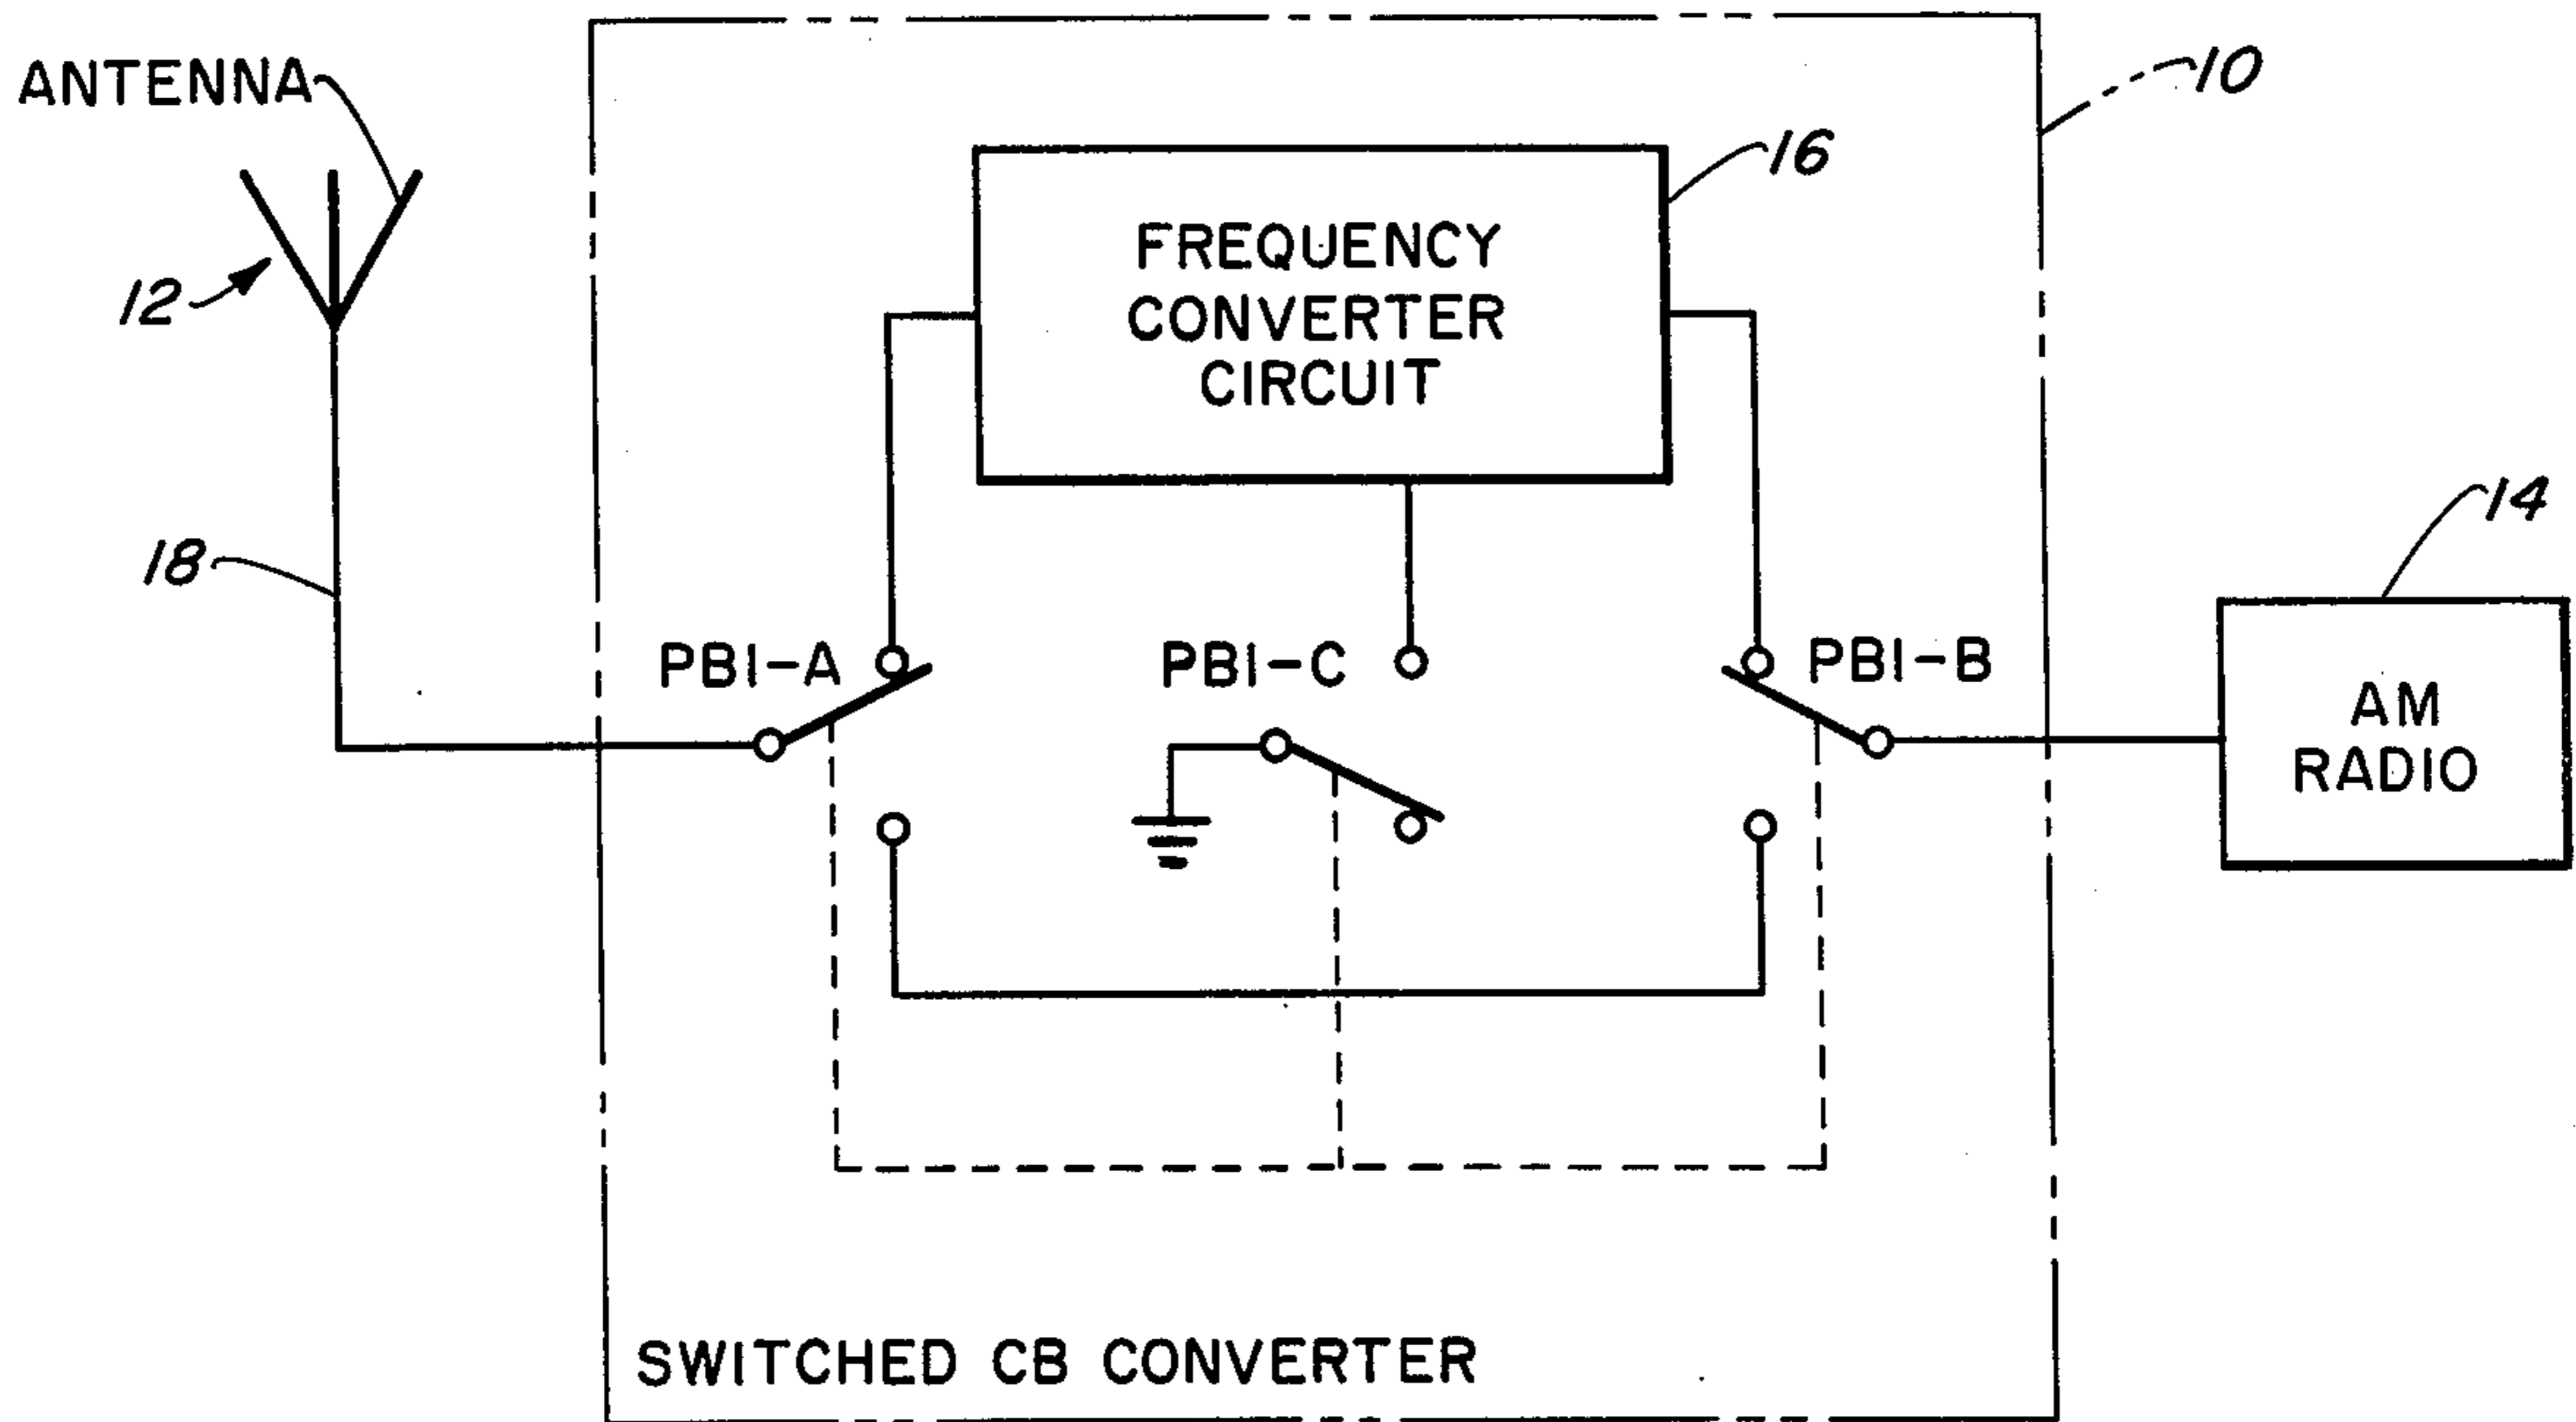 ANTENNA
10
16
FREQUENCY
CONVERTER
CIRCUIT
12
14
18
PB1-A
PB1-C
PB1-B
AM
RADIO
SWITCHED CB CONVERTER